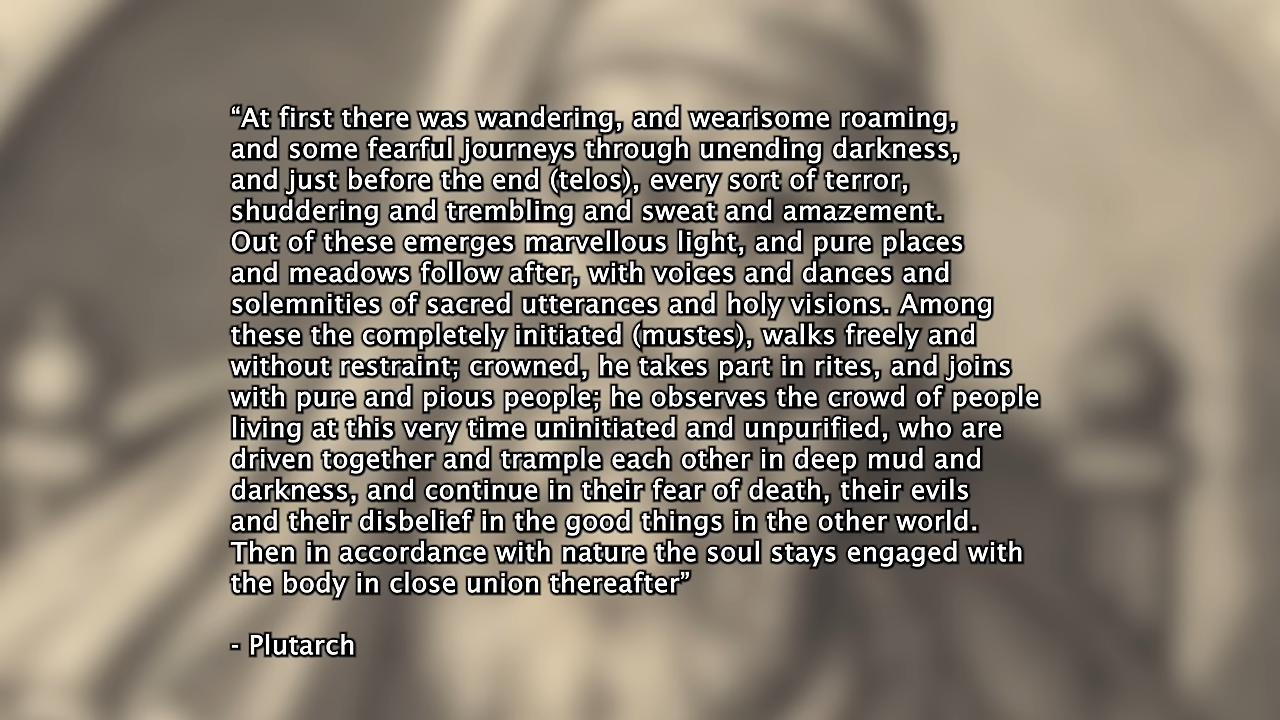 “At first there was wandering, and wearisome roaming,
and some fearful journeys through unending darkness,
and just before the end (telos), every sort of terror,
shuddering and trembling and sweat and amazement.
Out of these emerges marvellous light, and pure places
and meadows follow after, with voices and dances and
solemnities of sacred utterances and holy visions. Among
these the completely initiated (mustes), walks freely and
without restraint; crowned, he takes part in rites, and joins
with pure and pious people; he observes the crowd of people
living at this very time uninitiated and unpurified, who are
driven together and trample each other in deep mud and
darkness, and continue in their fear of death, their evils
and their disbelief in the good things in the other world.
Then in accordance with nature the soul stays engaged with
the body in close union thereafter”
- Plutarch